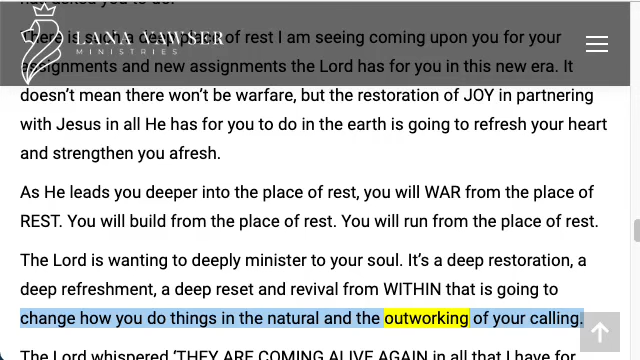 LANA VAWSER
MINISTRIES
There is such a deep place of rest I am seeing coming upon you for your
assignments and new assignments the Lord has for you in this new era. It
doesn’t mean there won’t be warfare, but the restoration of JOY in partnering
with Jesus in all He has for you to do in the earth is going to refresh your heart
and strengthen you afresh.
As He leads you deeper into the place of rest, you will WAR from the place of
REST. You will build from the place of rest. You will run from the place of rest.
The Lord is wanting to deeply minister to your soul. It’s a deep restoration, a
deep refreshment, a deep reset and revival from WITHIN that is going to
change how you do things in the natural and the outworking of your calling.
The Lord whispered ‘THEY ARE COMING ALIVE AGAIN in all that I have for